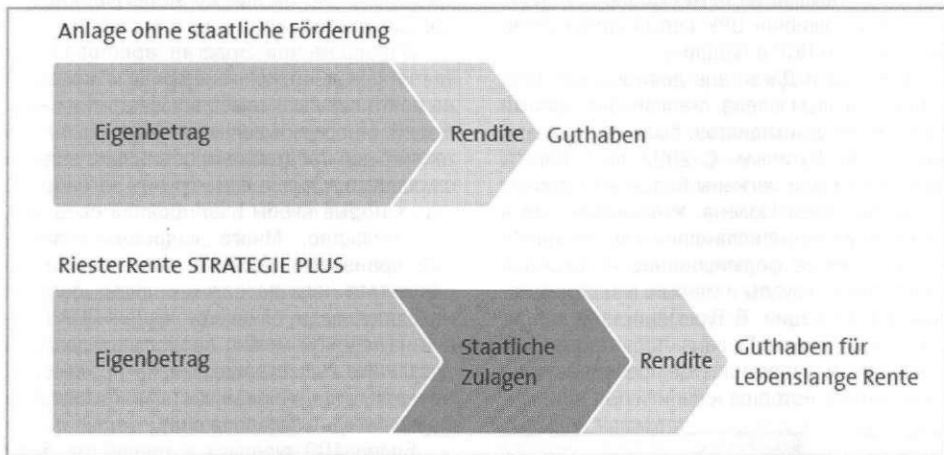 Anlage ohne staatliche Förderung
Eigenbetrag
Rendite
Guthaben
RiesterRente STRATEGIE PLUS
Eigenbetrag
Staatliche
Zulagen
Rendite
Guthaben für
Lebenslange Rente